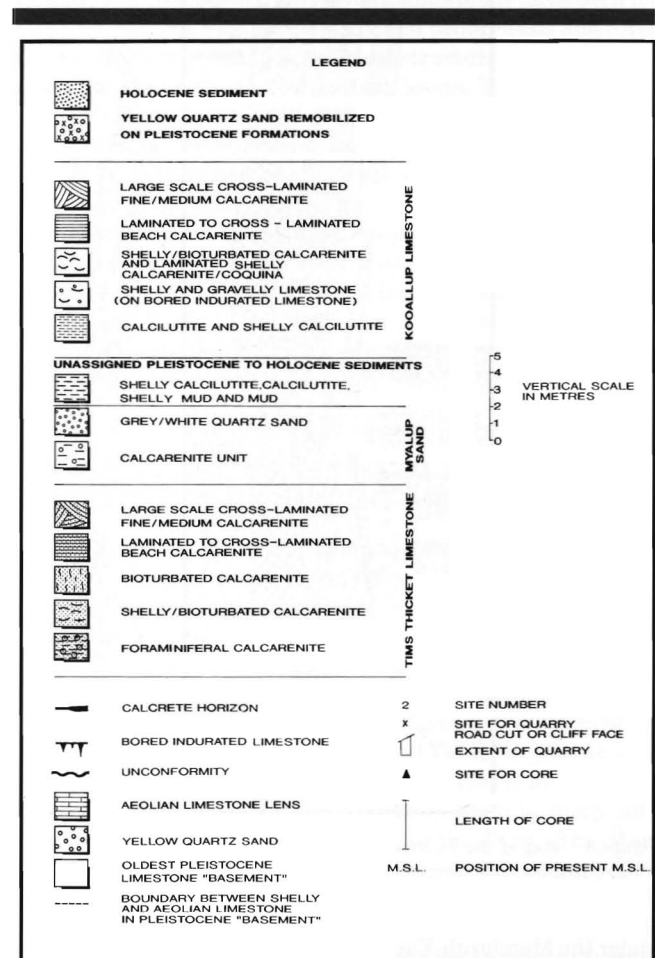 LEGEND
HOLOCENE SEDIMENT
YELLOW QUARTZ SAND REMOBILIZED
ON PLEISTOCENE FORMATIONS
LARGE SCALE CROSS-LAMINATED
FINE/MEDIUM CALCARENITE
LAMINATED TO CROSS - LAMINATED
BEACH CALCARENITE
SHELLY/BIOTURBATED CALCARENITE
AND LAMINATED SHELLY
CALCARENITE/COQUINA
SHELLY AND GRAVELLY LIMESTONE
(ON BORED INDURATED LIMESTONE)
CALCILUTITE AND SHELLY CALCILUTITE
KOOALLUP LIMESTONE
UNASSIGNED PLEISTOCENE TO HOLOCENE SEDIMENTS
SHELLY CALCILUTITE, CALCILUTITE,
SHELLY MUD AND MUD
GREY/WHITE QUARTZ SAND
CALCARENITE UNIT
MYALUP
SAND
5
4
3
2
1
0
VERTICAL SCALE
IN METRES
LARGE SCALE CROSS-LAMINATED
FINE/MEDIUM CALCARENITE
LAMINATED TO CROSS-LAMINATED
BEACH CALCARENITE
BIOTURBATED CALCARENITE
SHELLY/BIOTURBATED CALCARENITE
FORAMINIFERAL CALCARENITE
TIMS THICKET LIMESTONE
CALCRETE HORIZON
BORED INDURATED LIMESTONE
UNCONFORMITY
AEOLIAN LIMESTONE LENS
YELLOW QUARTZ SAND
OLDEST PLEISTOCENE
LIMESTONE "BASEMENT"
BOUNDARY BETWEEN SHELLY
AND AEOLIAN LIMESTONE
IN PLEISTOCENE "BASEMENT"
2 SITE NUMBER
x SITE FOR QUARRY
ROAD CUT OR CLIFF FACE
EXTENT OF QUARRY
SITE FOR CORE
LENGTH OF CORE
M.S.L. POSITION OF PRESENT M.S.L.